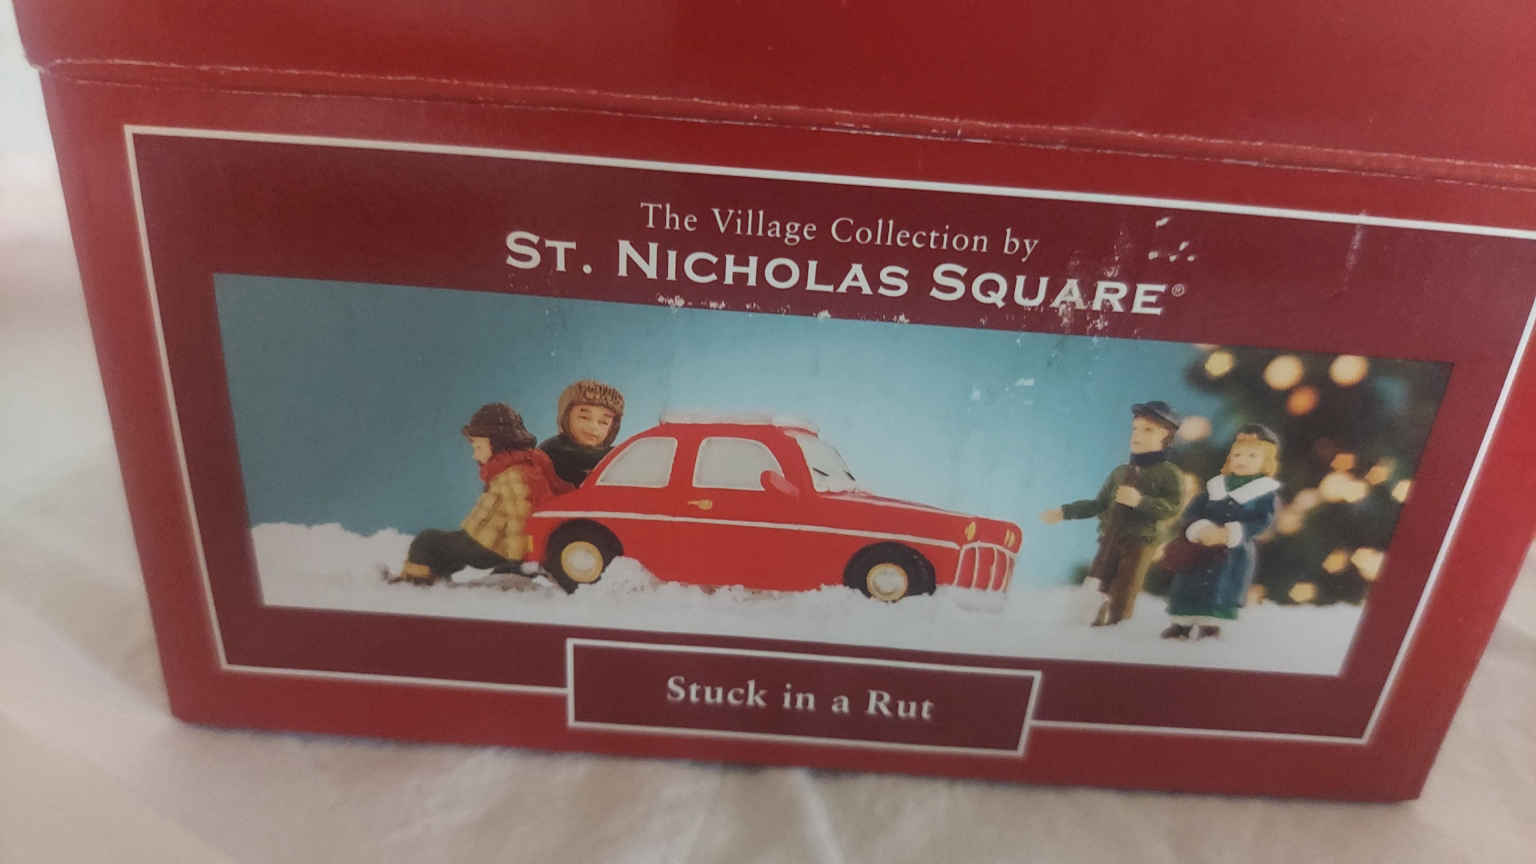 The Village Collection by
ST. NICHOLAS SQUARE®
Stuck in a Rut